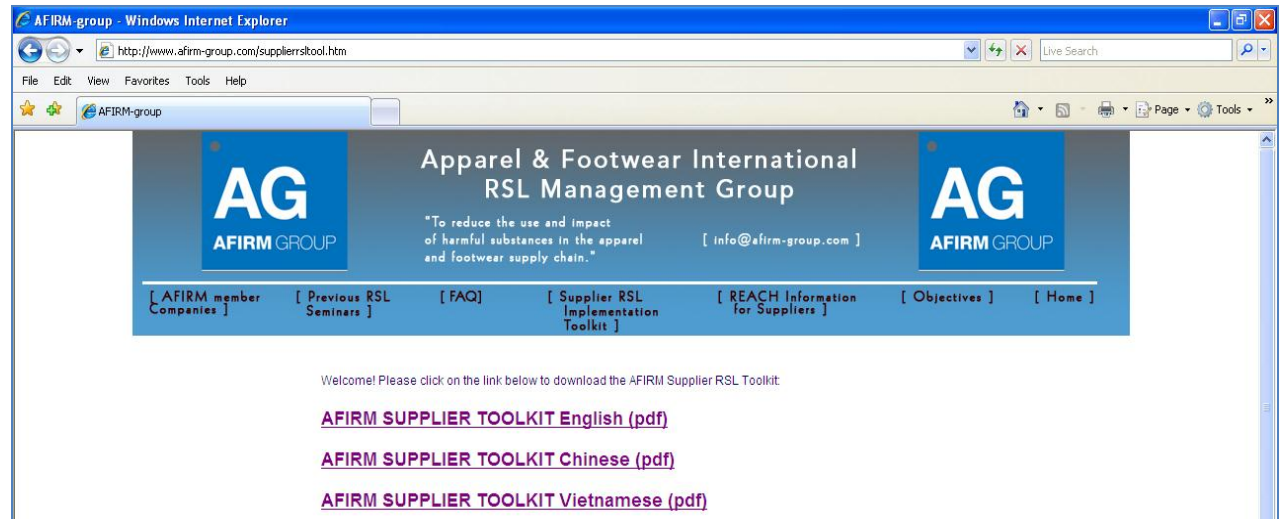 AFIRM-group - Windows Internet Explorer
http://www.afirm-group.com/supplierrsltool.htm
Live Search
File Edit View Favorites Tools Help
AFIRM-group
Page Tools
AG
AFIRM GROUP
Apparel & Footwear International
RSL Management Group
"To reduce the use and impact
of harmful substances in the apparel
and footwear supply chain."
[ info@afirm-group.com ]
AG
AFIRM GROUP
[ AFIRM member
Companies ]
[ Previous RSL
Seminars ]
[ FAQ]
[ Supplier RSL
Implementation
Toolkit ]
[ REACH Information
for Suppliers ]
[ Objectives ]
[ Home ]
Welcome! Please click on the link below to download the AFIRM Supplier RSL Toolkit:
AFIRM SUPPLIER TOOLKIT English (pdf)
AFIRM SUPPLIER TOOLKIT Chinese (pdf)
AFIRM SUPPLIER TOOLKIT Vietnamese (pdf)